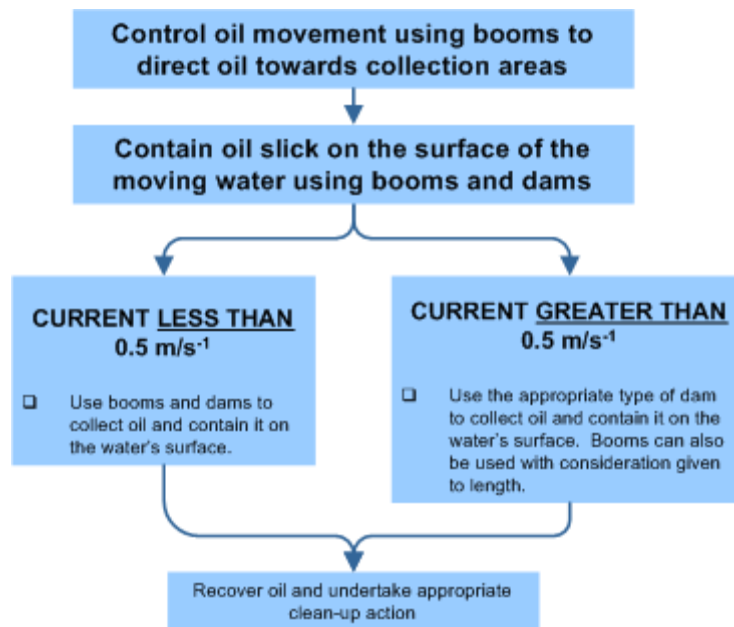 Control oil movement using booms to
direct oil towards collection areas
Contain oil slick on the surface of the
moving water using booms and dams
CURRENT LESS THAN
0.5 m/s⁻¹
❑ Use booms and dams to
collect oil and contain it on
the water's surface.
CURRENT GREATER THAN
0.5 m/s⁻¹
❑ Use the appropriate type of dam
to collect oil and contain it on the
water's surface. Booms can also
be used with consideration given
to length.
Recover oil and undertake appropriate
clean-up action